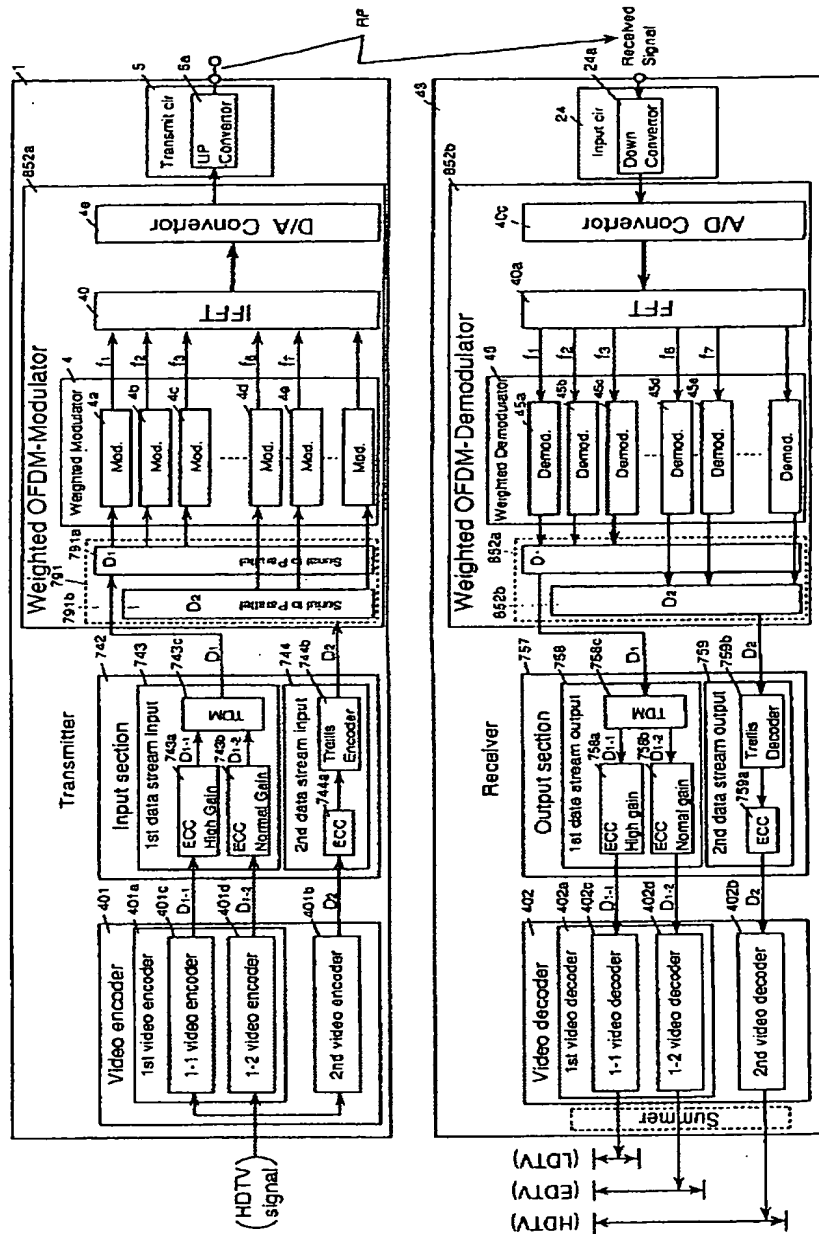 Transmitter
1
(HDTV signal)
401
Video encoder
401a
1st video encoder
401c
1-1 video encoder
401d
1-2 video encoder
401b
2nd video encoder
D1-1
D1-2
D2
742
Input section
743
1st data stream input
743a
ECC High Gain
D1-1
743b
ECC Normal Gain
D1-2
743c
TDM
744
2nd data stream input
744a
ECC
744b
Trellis Encoder
D1
D2
852a
Weighted OFDM-Modulator
791
791a
D1
Serial to Parallel
791b
D2
Serial to Parallel
4
Weighted Modulator
4a
Mod.
4b
Mod.
4c
Mod.
4d
Mod.
4e
Mod.
Mod.
f1
f2
f3
f6
f7
40
IFFT
4e
D/A Convertor
5
Transmit cir
5a
UP Convertor
RP
Receiver
43
Received Signal
24
Input cir
24a
Down Convertor
852b
Weighted OFDM-Demodulator
40c
A/D Convertor
40a
FFT
f1
f2
f3
f6
f7
Weighted Demodulator
45a
Demod.
45b
Demod.
45c
Demod.
45d
Demod.
45e
Demod.
Demod.
852a
852b
D2
D1
D2
757
Output section
758
1st data stream output
758a
ECC High gain
D1-1
758b
ECC Nomal gain
D1-2
758c
TDM
759
2nd data stream output
759a
ECC
759b
Trellis Decoder
D1-1
D1-2
D2
402
Video decoder
402a
1st video decoder
402c
1-1 video decoder
402d
1-2 video decoder
402b
2nd video decoder
Summer
(LDTV)
(EDTV)
(HDTV)